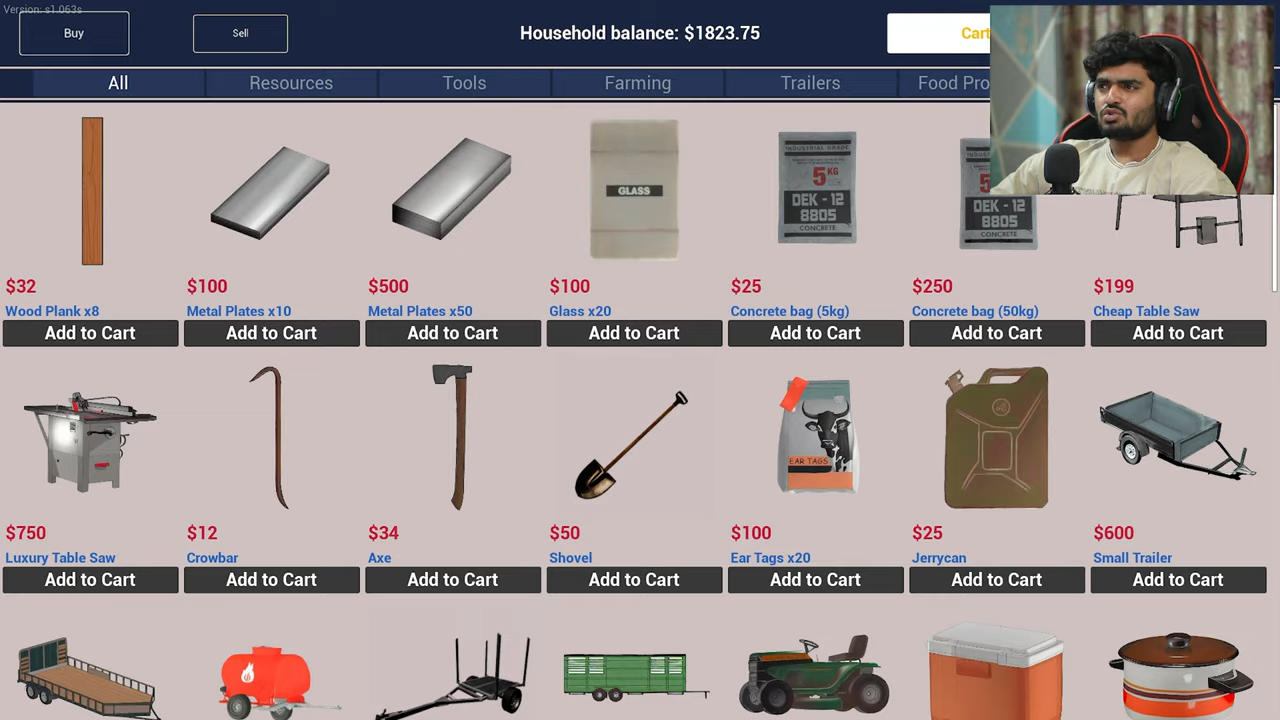 Version: s1.063s
Buy
Sell
Household balance: $1823.75
Cart
All
Resources
Tools
Farming
Trailers
Food Pro
GLASS
INDUSTRIAL GRADE
5 KG
DEK - 12
8805
CONCRETE
5
DEK - 12
8805
CONCRETE
$32
$100
$500
$100
$25
$250
$199
Wood Plank x8
Metal Plates x10
Metal Plates x50
Glass x20
Concrete bag (5kg)
Concrete bag (50kg)
Cheap Table Saw
Add to Cart
Add to Cart
Add to Cart
Add to Cart
Add to Cart
Add to Cart
Add to Cart
EAR TAGS
$750
$12
$34
$50
$100
$25
$600
Luxury Table Saw
Crowbar
Axe
Shovel
Ear Tags x20
Jerrycan
Small Trailer
Add to Cart
Add to Cart
Add to Cart
Add to Cart
Add to Cart
Add to Cart
Add to Cart